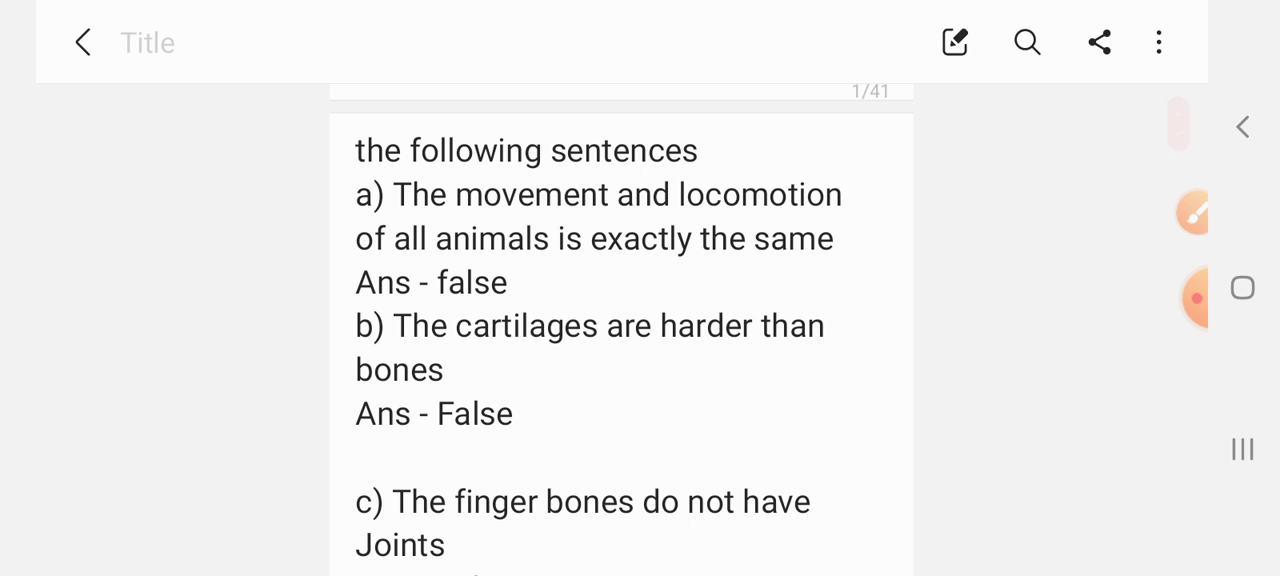 Title
1/41
the following sentences
a) The movement and locomotion
of all animals is exactly the same
Ans - false
b) The cartilages are harder than
bones
Ans - False
c) The finger bones do not have
Joints